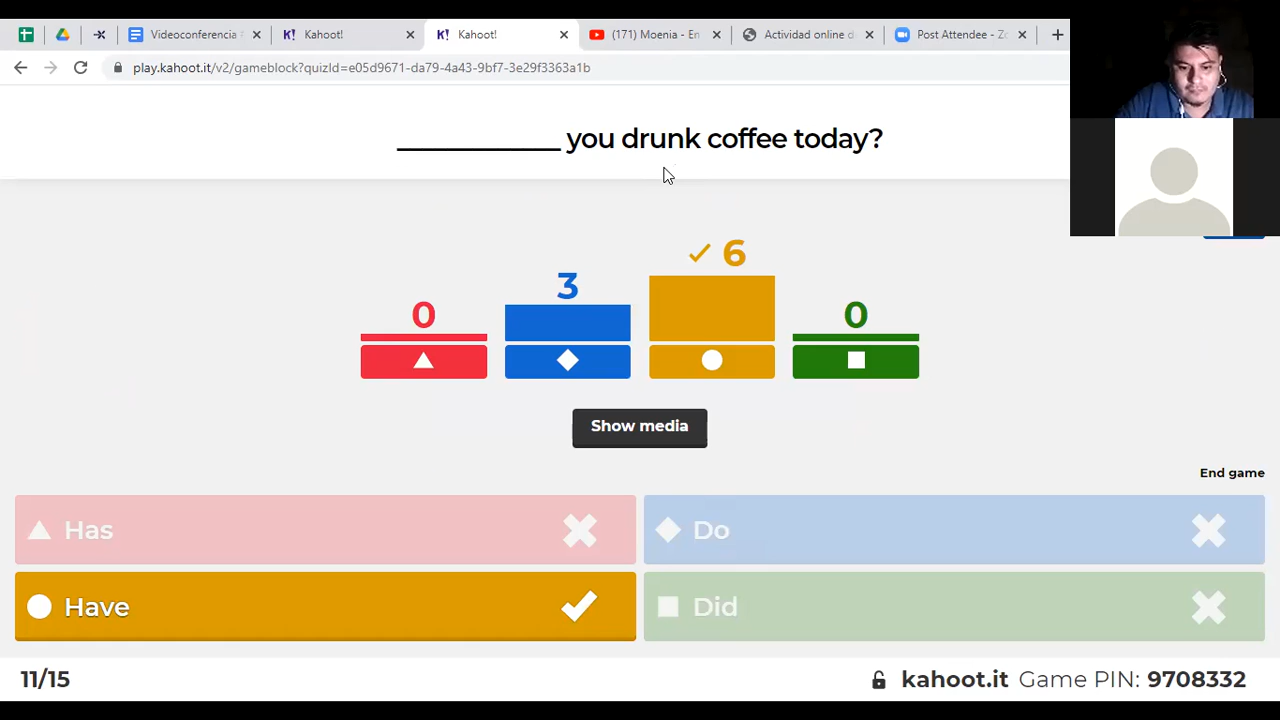 Videoconferencia
Kahoot!
Kahoot!
(171) Moenia - En
Actividad online d
Post Attendee - Zo
play.kahoot.it/v2/gameblock?quizId=e05d9671-da79-4a43-9bf7-3e29f3363a1b
____________ you drunk coffee today?
0
3
6
0
Show media
End game
Has
Do
Have
Did
11/15
kahoot.it Game PIN: 9708332